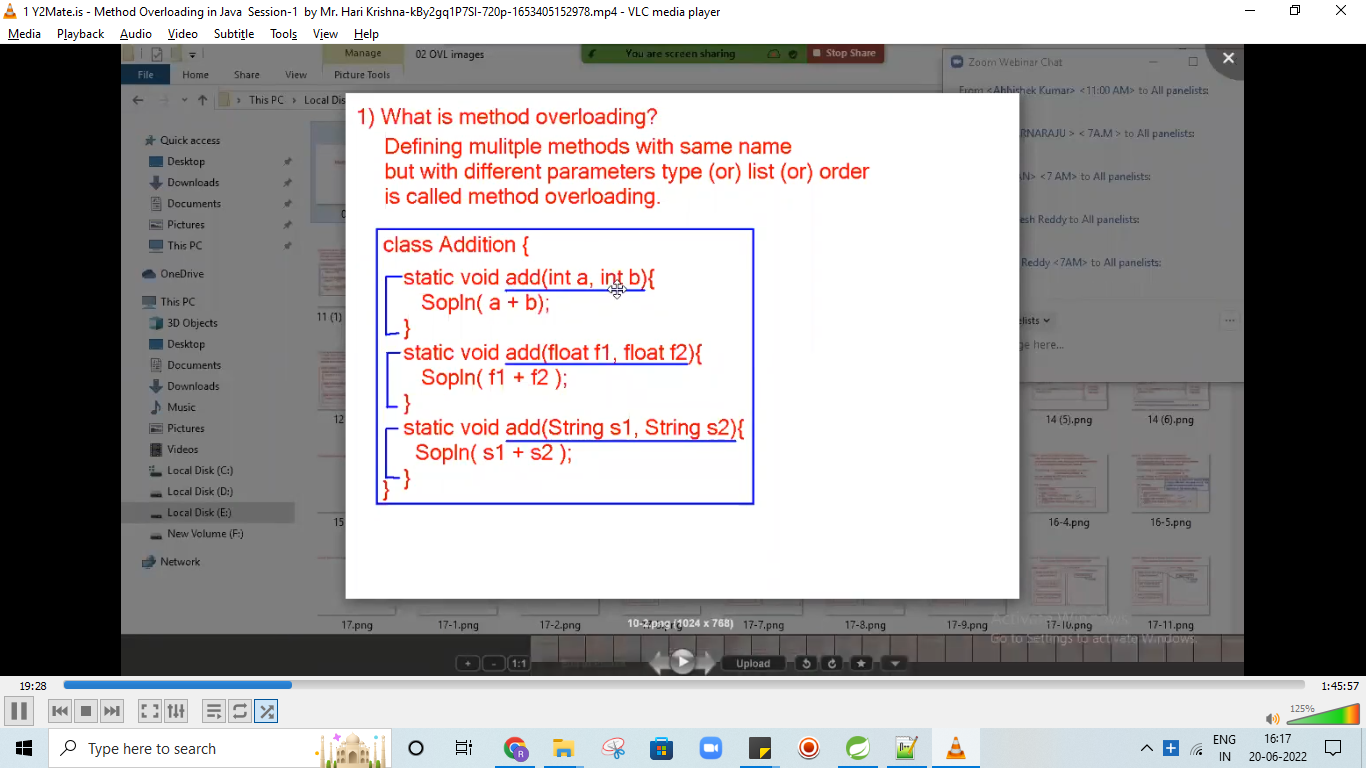 1 Y2Mate.is - Method Overloading in Java Session-1 by Mr. Hari Krishna-kBy2gq1P7SI-720p-1653405152978.mp4 - VLC media player
Media Playback Audio Video Subtitle Tools View Help
Manage 02 OVL images
You are screen sharing Stop Share
File Home Share View Picture Tools
Zoom Webinar Chat
This PC Local Dis
From <Abhishek Kumar> <11:00 AM> to All panelists:
RNARAJU > < 7A.M > to All panelists:
N> <7 AM> to All panelists:
esh Reddy to All panelists:
Reddy <7AM> to All panelists:
elists
ge here...
Quick access
Desktop
Downloads
Documents
Pictures
This PC
OneDrive
This PC
3D Objects
Desktop
Documents
Downloads
Music
Pictures
Videos
Local Disk (C:)
Local Disk (D:)
Local Disk (E:)
New Volume (F:)
Network
1) What is method overloading?
Defining mulitple methods with same name
but with different parameters type (or) list (or) order
is called method overloading.
class Addition {
static void add(int a, int b){
Sopln( a + b);
}
static void add(float f1, float f2){
Sopln( f1 + f2 );
}
static void add(String s1, String s2){
Sopln( s1 + s2 );
}
}
11 (1)
12
15
14 (5).png 14 (6).png
16-4.png 16-5.png
17.png 17-1.png 17-2.png 10-2.png (1024 x 768) 17-7.png 17-8.png 17-9.png 17-10.png 17-11.png
Activate Windows
Go to Settings to activate Windows.
+ - 1:1 Upload
19:28 1:45:57
125%
Type here to search
ENG 16:17
IN 20-06-2022